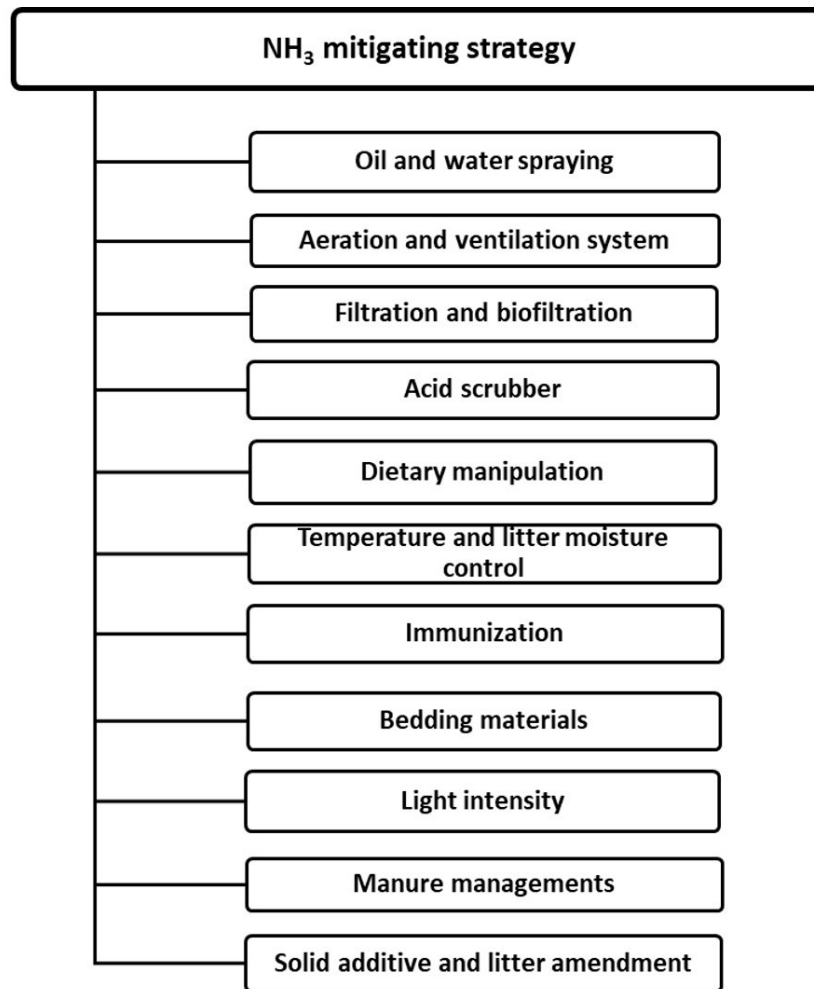 NH₃ mitigating strategy
Oil and water spraying
Aeration and ventilation system
Filtration and biofiltration
Acid scrubber
Dietary manipulation
Temperature and litter moisture
control
Immunization
Bedding materials
Light intensity
Manure managements
Solid additive and litter amendment